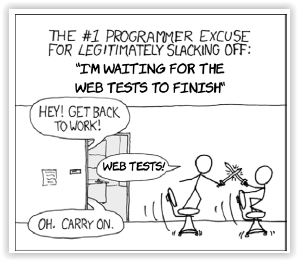 THE #1 PROGRAMMER EXCUSE
FOR LEGITIMATELY SLACKING OFF:
"I'M WAITING FOR THE
WEB TESTS TO FINISH"
HEY! GET BACK
TO WORK!
WEB TESTS!
OH. CARRY ON.